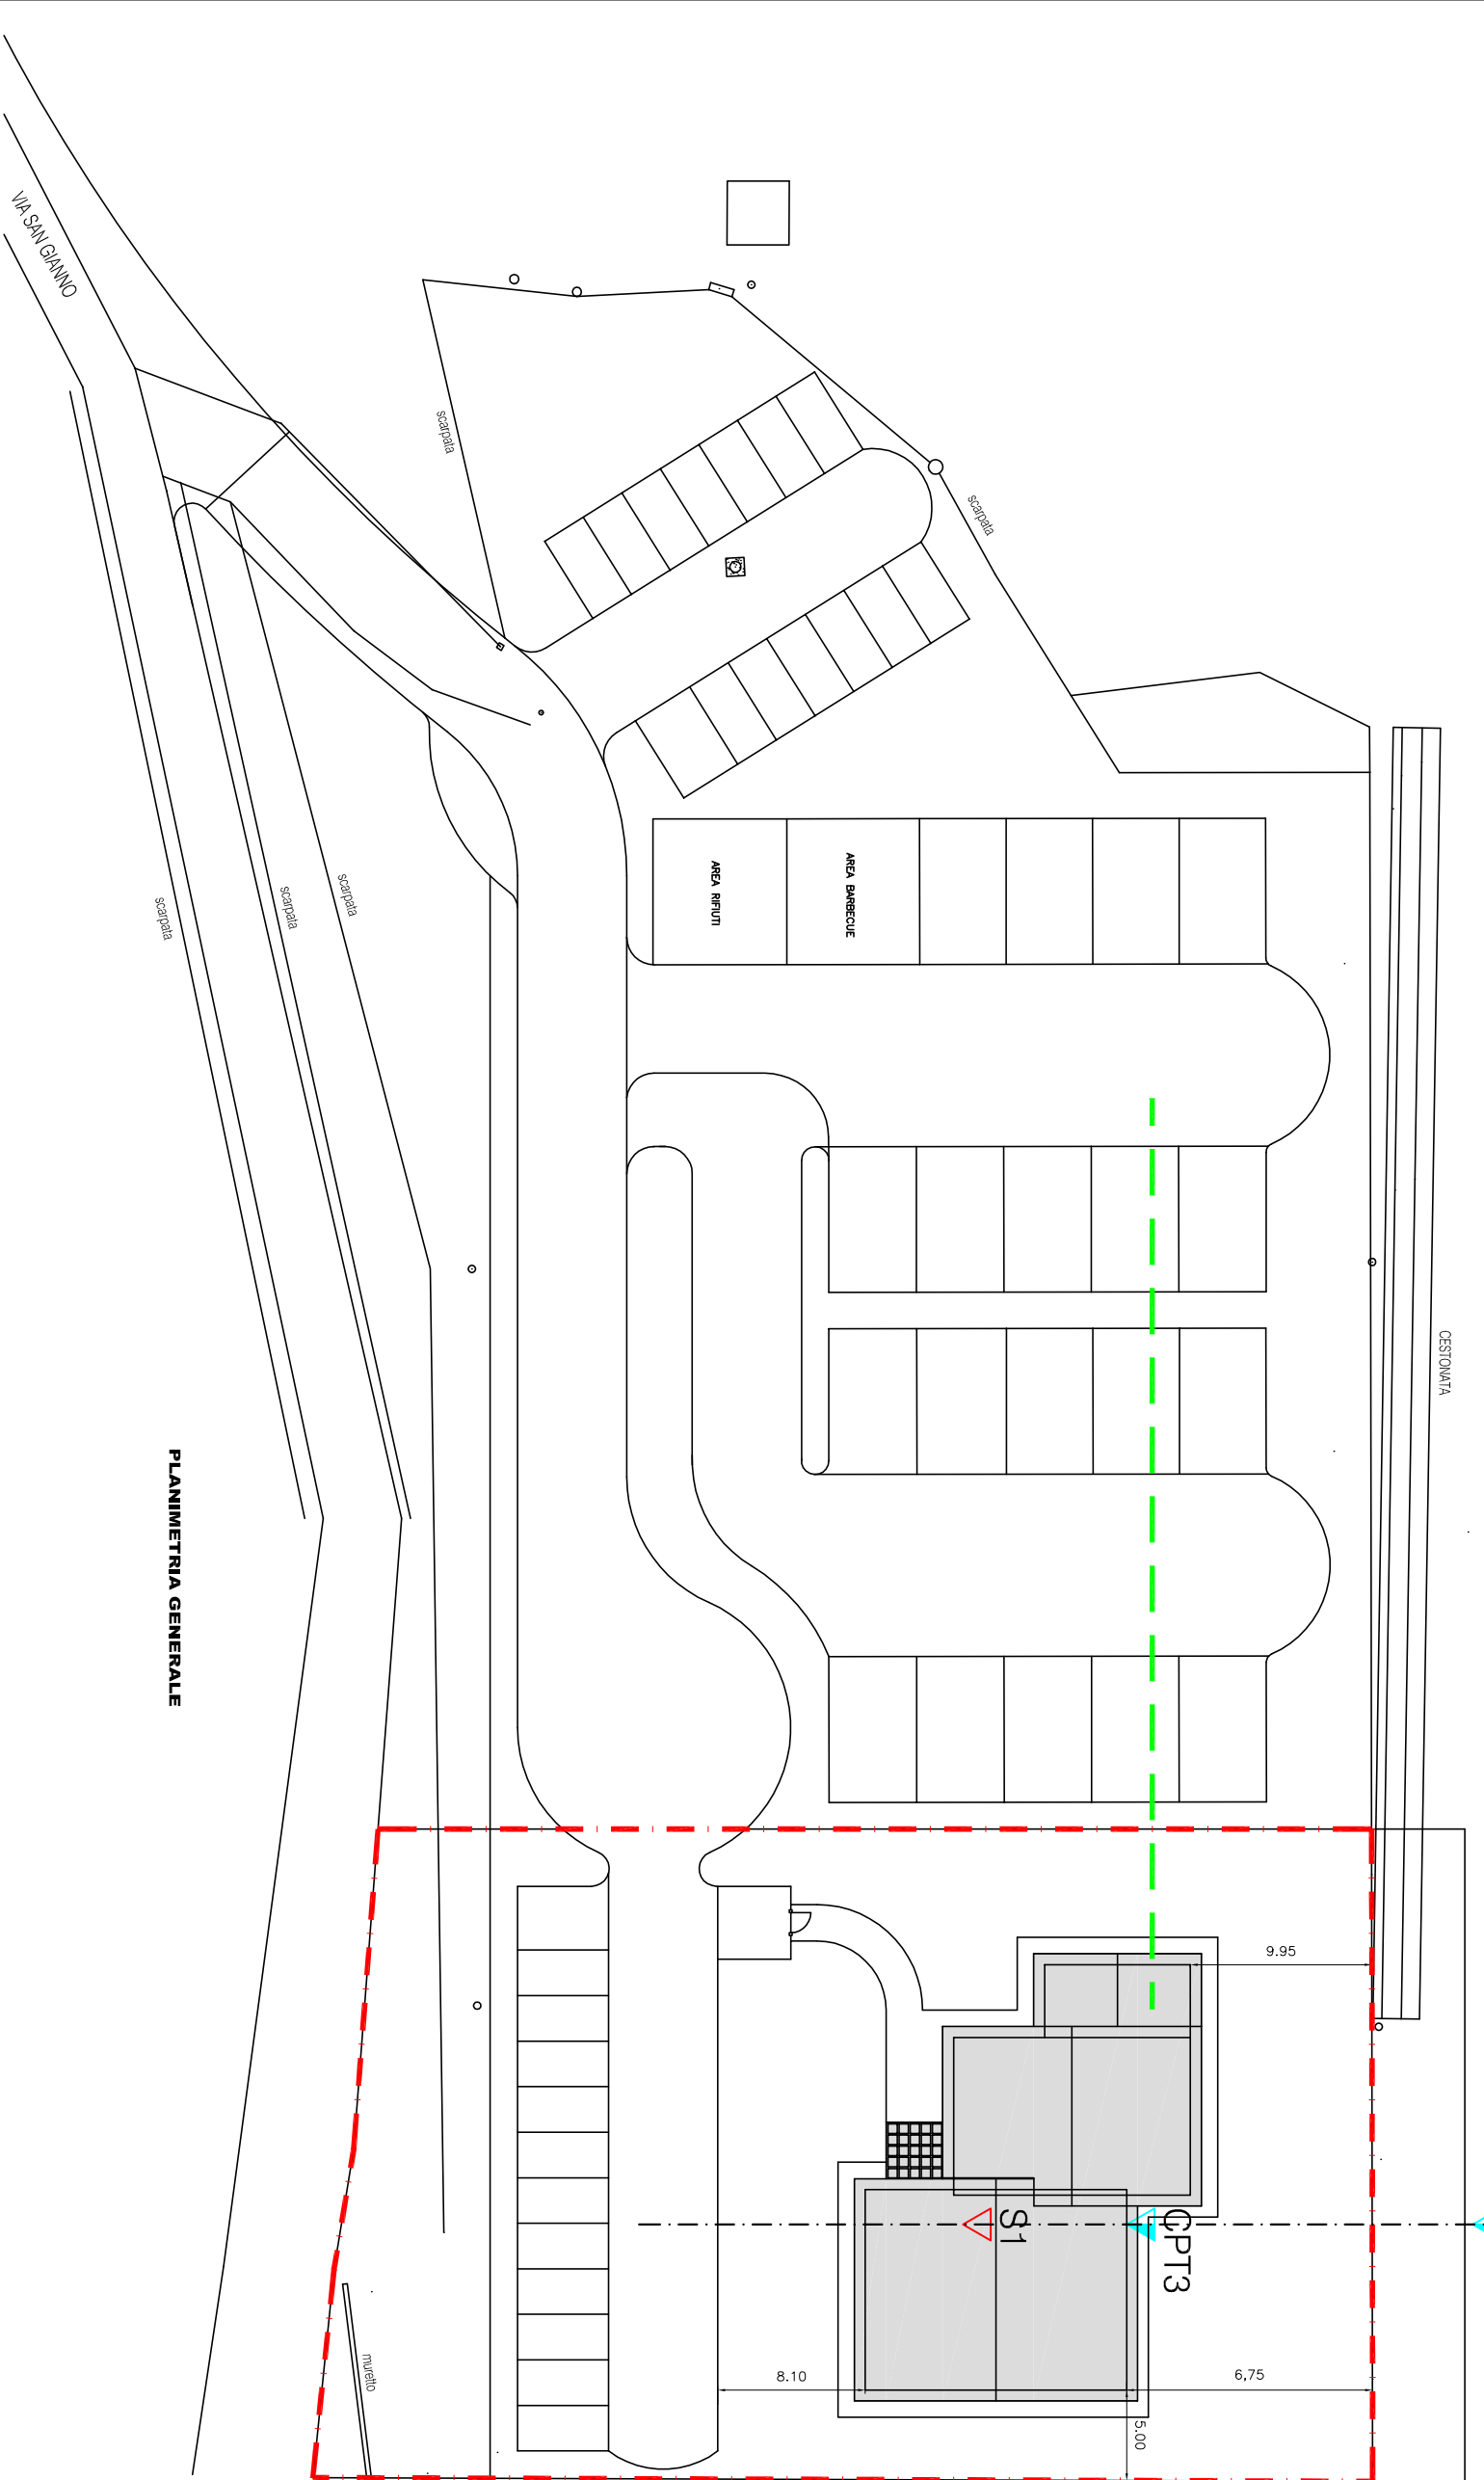 VIA SAN GIANNO
scarpata
scarpata
AREA RIFIUTI
AREA BARBECUE
scarpata
scarpata
scarpata
CESTONATA
PLANIMETRIA GENERALE
9.95
S1
CPT3
muretto
8.10
6,75
5.00